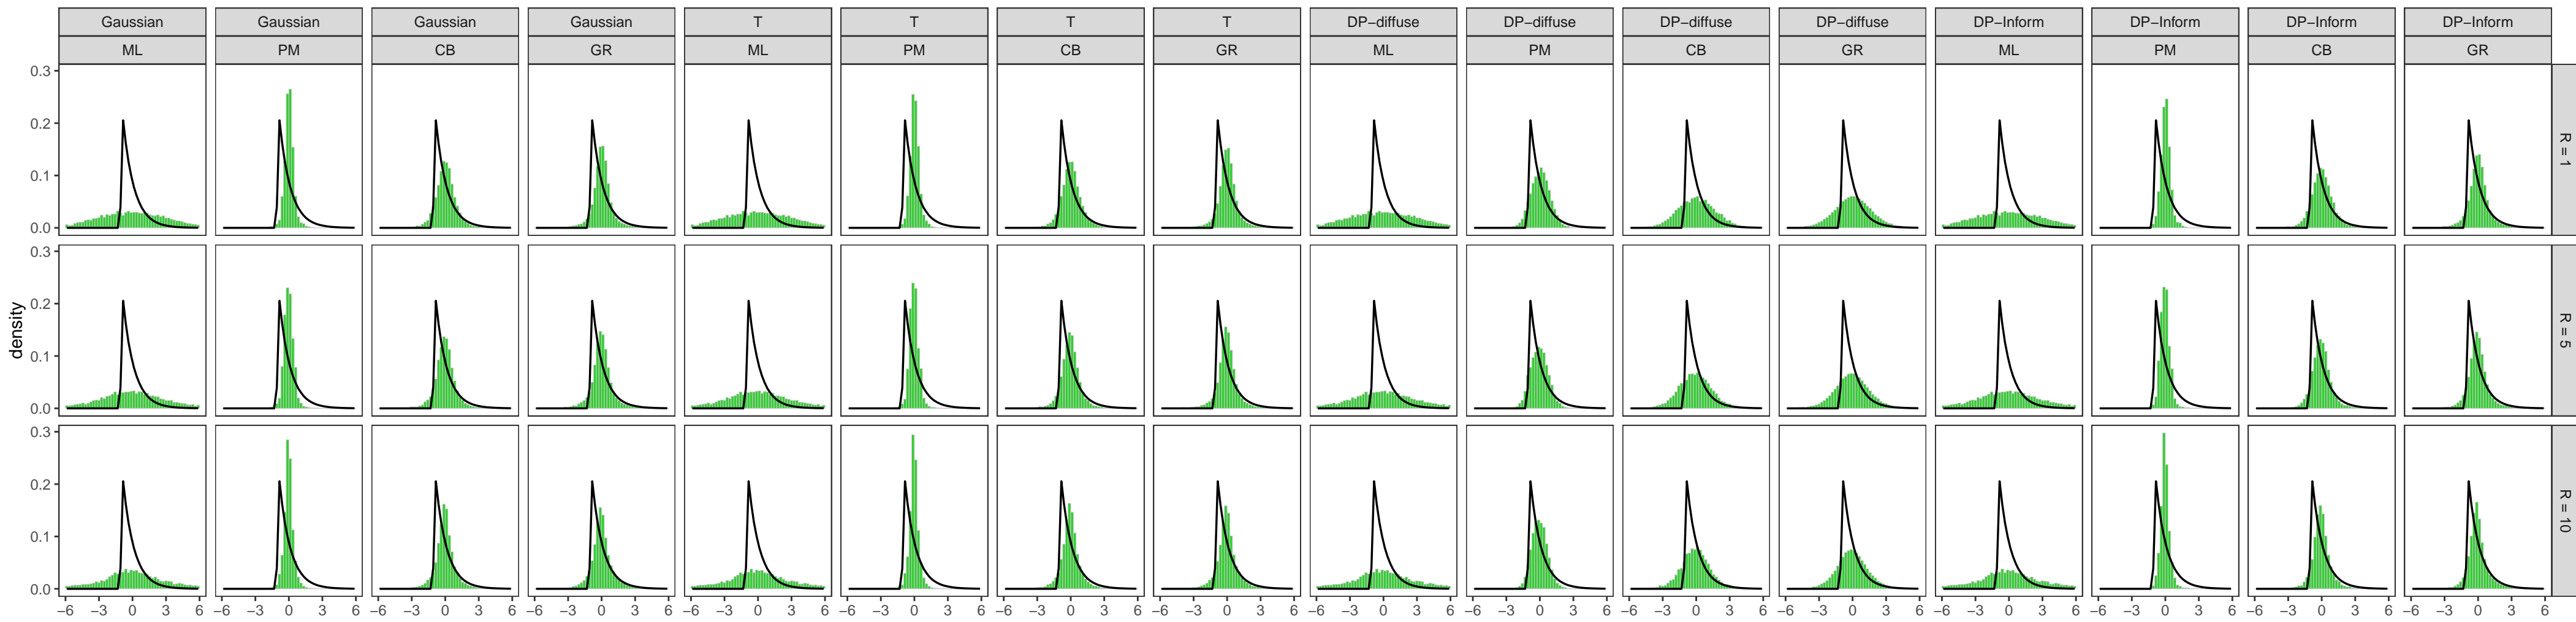 Gaussian Gaussian Gaussian Gaussian T T T T DP−diffuse DP−diffuse DP−diffuse DP−diffuse DP−Inform DP−Inform DP−Inform DP−Inform
ML PM CB GR ML PM CB GR ML PM CB GR ML PM CB GR
0.3
0.2
0.1
0.0
R = 1
0.3
0.2
0.1
0.0
R = 5
density
0.3
0.2
0.1
0.0
R = 10
−6 −3 0 3 6 −6 −3 0 3 6 −6 −3 0 3 6 −6 −3 0 3 6 −6 −3 0 3 6 −6 −3 0 3 6 −6 −3 0 3 6 −6 −3 0 3 6 −6 −3 0 3 6 −6 −3 0 3 6 −6 −3 0 3 6 −6 −3 0 3 6 −6 −3 0 3 6 −6 −3 0 3 6 −6 −3 0 3 6 −6 −3 0 3 6